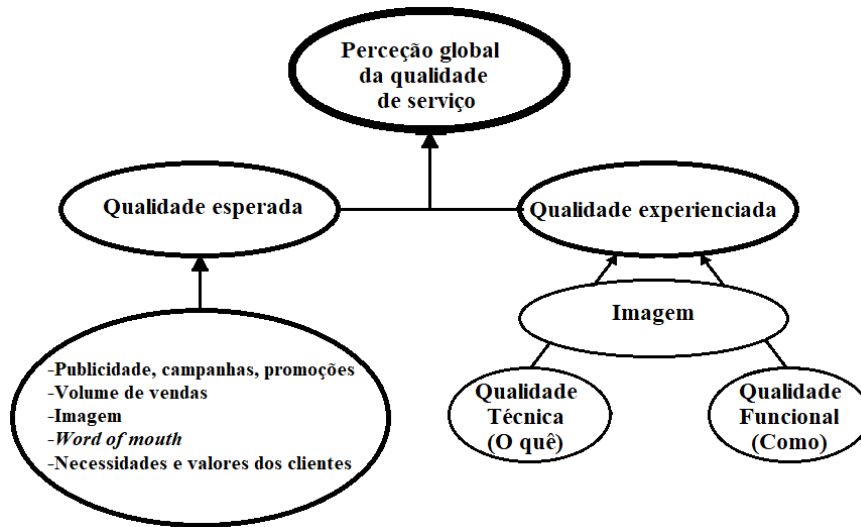 Perceção global
da qualidade
de serviço
Qualidade esperada
Qualidade experienciada
Imagem
-Publicidade, campanhas, promoções
-Volume de vendas
-Imagem
-Word of mouth
-Necessidades e valores dos clientes
Qualidade
Técnica
(O quê)
Qualidade
Funcional
(Como)